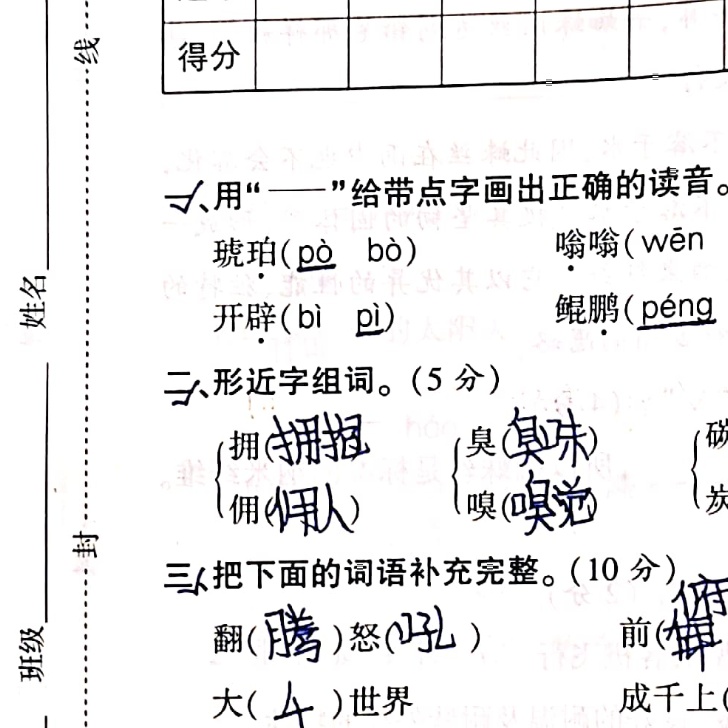 线
得分
一、用“——”给带点字画出正确的读音。
琥珀(pò bò) 嗡嗡(wēn
开辟(bì pì) 鲲鹏(péng
姓名
二、形近字组词。(5分)
拥(拥抱 臭(臭味) 碳
佣(佣人) 嗅(嗅觉) 炭
封
三、把下面的词语补充完整。(10分)
翻(腾)怒(吼) 前(俯
大(千)世界 成千上(
班级